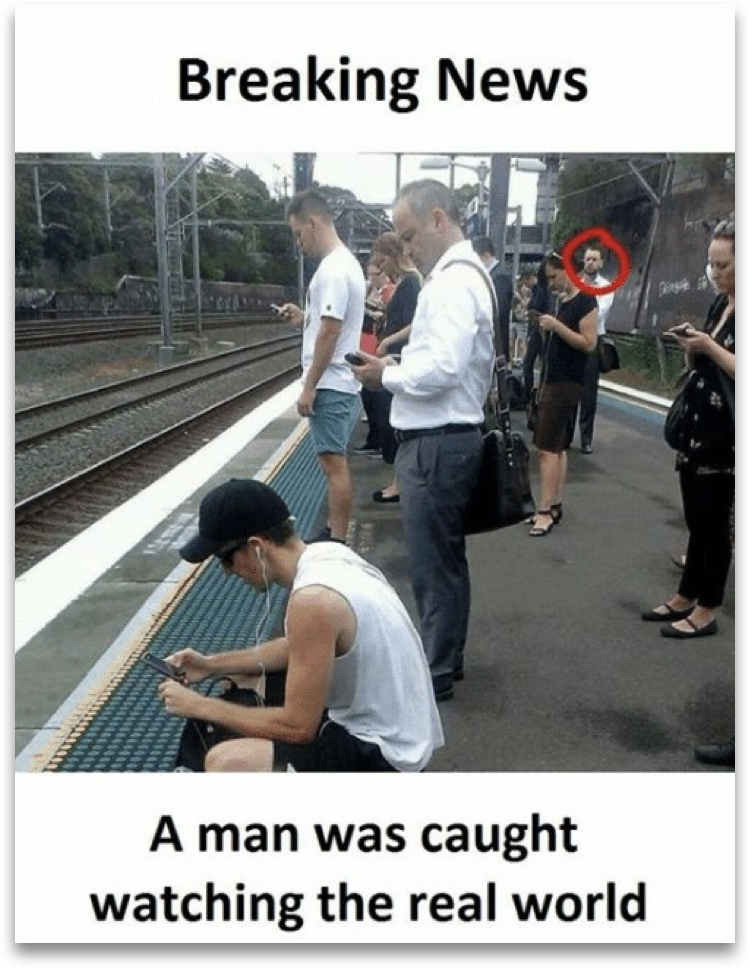 Breaking News
A man was caught
watching the real world